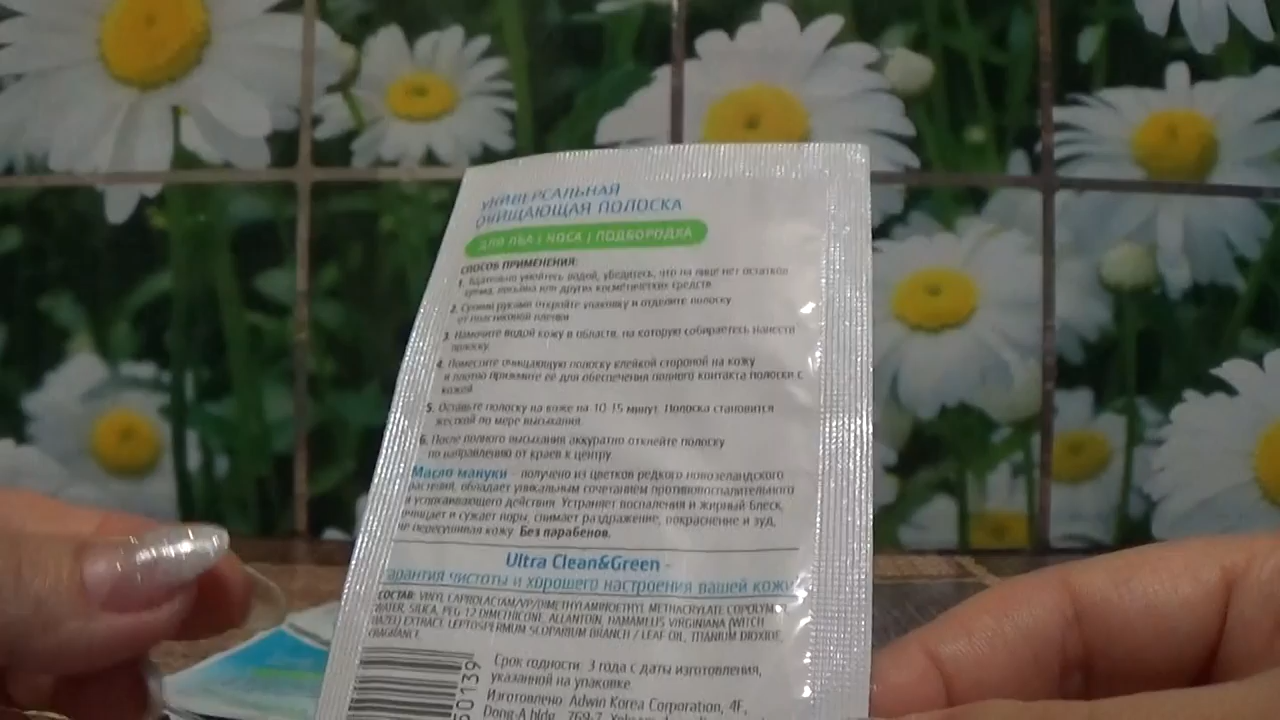 УНИВЕРСАЛЬНАЯ
ОЧИЩАЮЩАЯ ПОЛОСКА
ДЛЯ ЛБА | НОСА | ПОДБОРОДКА
СПОСОБ ПРИМЕНЕНИЯ:
1. Тщательно умойтесь водой, убедитесь, что на лице нет остатков
крема, лосьона или других косметических средств
2. Сухими руками откройте упаковку и отделите полоску
от пластиковой пленки
3. Намочите водой кожу в области, на которую собираетесь нанести
полоску
4. Поместите очищающую полоску клейкой стороной на кожу
и плотно прижмите её для обеспечения полного контакта полоски с
кожей
5. Оставьте полоску на коже на 10-15 минут. Полоска становится
жесткой по мере высыхания
6. После полного высыхания аккуратно отклейте полоску
по направлению от краев к центру
Масло мануки - получено из цветков редкого новозеландского
растения, обладает уникальным сочетанием противовоспалительного
и успокаивающего действия. Устраняет воспаления и жирный блеск,
очищает и сужает поры, снимает раздражение, покраснение и зуд,
не пересушивая кожу. Без парабенов.
Ultra Clean&Green -
гарантия чистоты и хорошего настроения вашей кожи
СОСТАВ: VINYL CAPROLACTAM/VP/DIMETHYLAMINOETHYL METHACRYLATE COPOLYM
WATER, SILICA, PEG-12 DIMETHICONE, ALLANTOIN, HAMAMELIS VIRGINIANA (WITCH
HAZEL) EXTRACT, LEPTOSPERMUM SCOPARIUM BRANCH / LEAF OIL, TITANIUM DIOXIDE,
FRAGRANCE
50139
Срок годности: 3 года с даты изготовления,
указанной на упаковке
Изготовлено: Adwin Korea Corporation, 4F,
Dong-A bldg., 769-7,